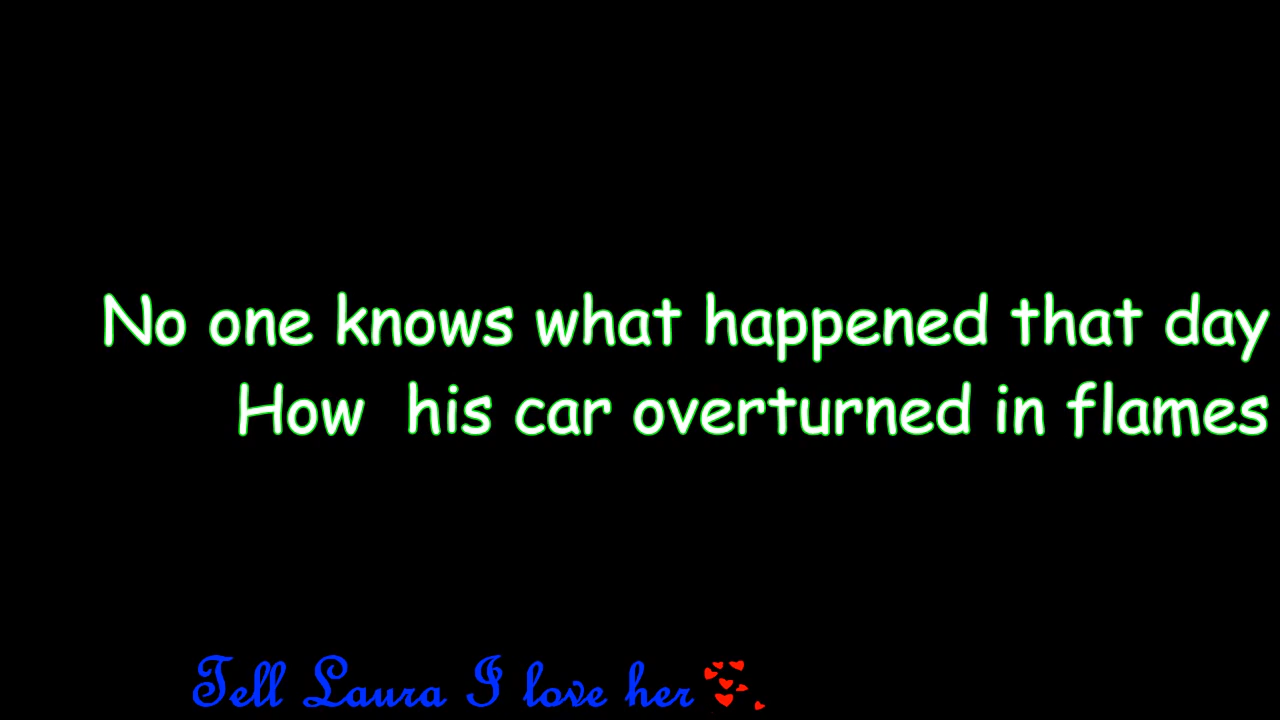 No one knows what happened that day
How his car overturned in flames
Tell Laura I love her